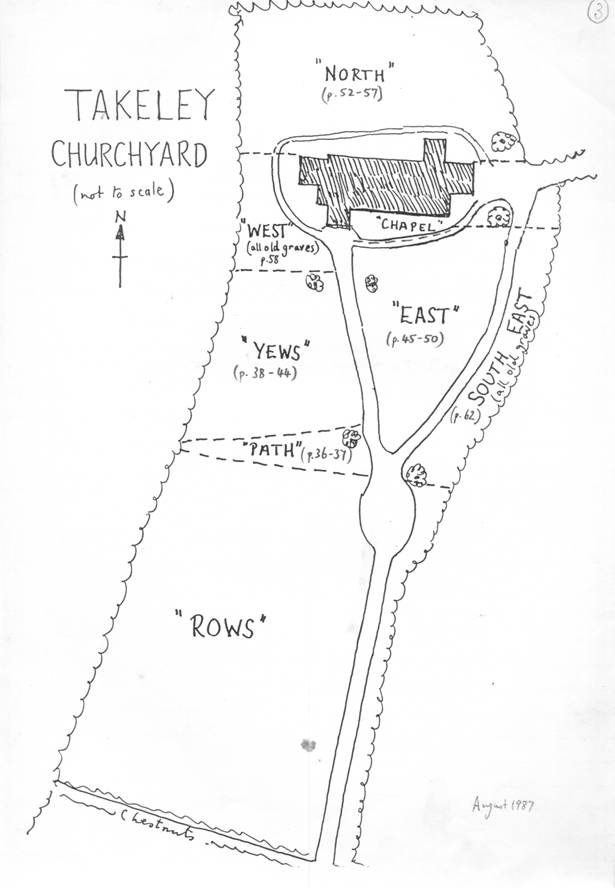 3
"NORTH"
(p. 52-57)
TAKELEY
CHURCHYARD
(not to scale)
N
"CHAPEL"
"WEST"
(all old graves)
p.58
"EAST"
(p.45-50)
"YEWS"
(p. 38-44)
SOUTH EAST
(all old graves)
(p.62)
"PATH" (p.36-37)
"ROWS"
August 1987
Chestnuts